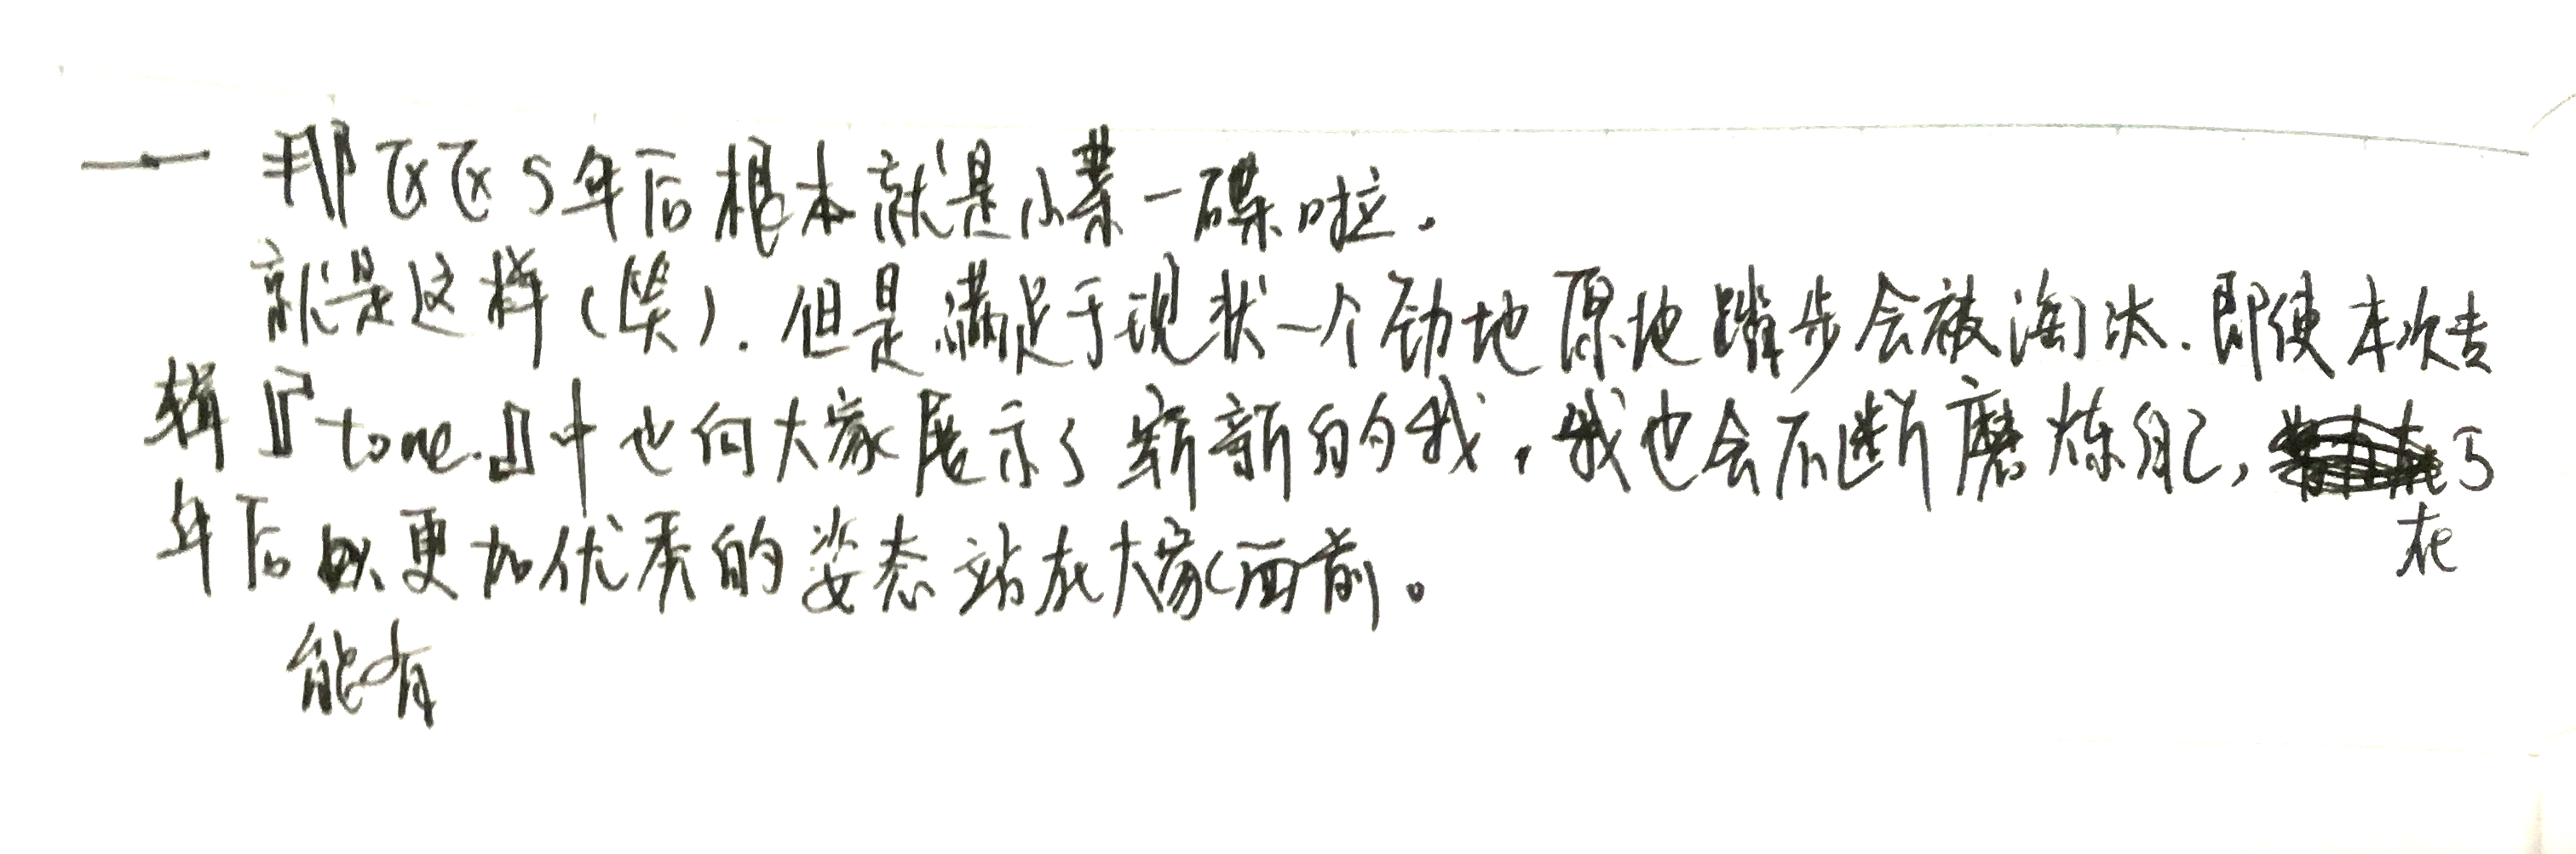 —— 那区区5年后根本就是小菜一碟啦.
就是这样(笑).但是满足于现状一个劲地原地踏步会被淘汰.即使本次专
辑『tone.』中也向大家展示了崭新的我,我也会不断磨炼自己,5
在
年后以更加优秀的姿态站在大家面前。
能有